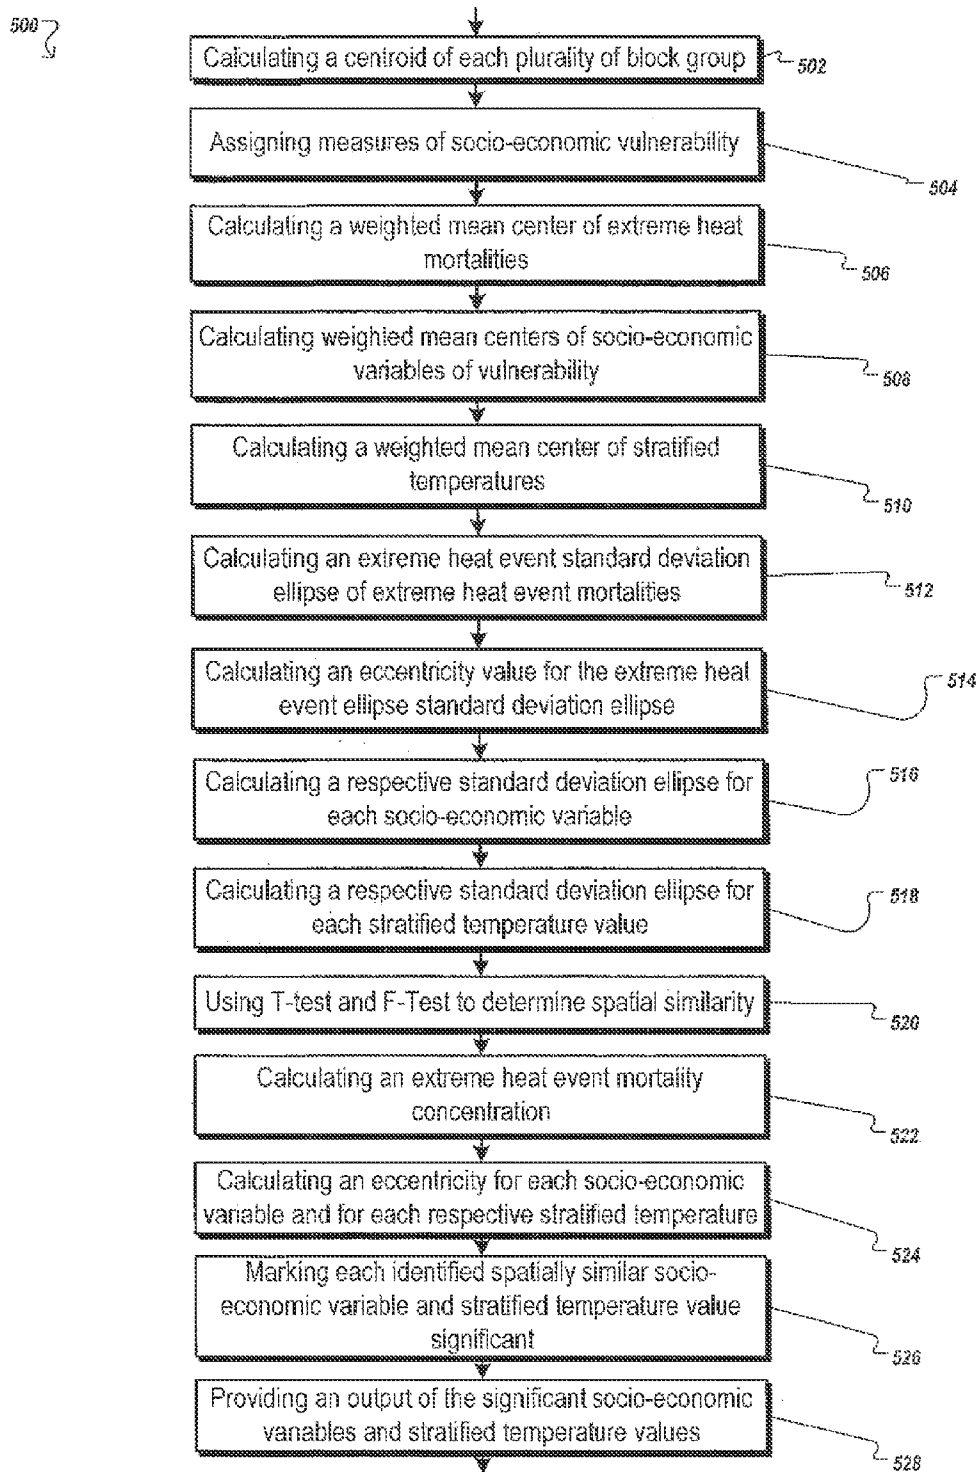 500
Calculating a centroid of each plurality of block group
502
Assigning measures of socio-economic vulnerability
504
Calculating a weighted mean center of extreme heat
mortalities
506
Calculating weighted mean centers of socio-economic
variables of vulnerability
508
Calculating a weighted mean center of stratified
temperatures
510
Calculating an extreme heat event standard deviation
ellipse of extreme heat event mortalities
512
Calculating an eccentricity value for the extreme heat
event ellipse standard deviation ellipse
514
Calculating a respective standard deviation ellipse for
each socio-economic variable
516
Calculating a respective standard deviation ellipse for
each stratified temperature value
518
Using T-test and F-Test to determine spatial similarity
520
Calculating an extreme heat event mortality
concentration
522
Calculating an eccentricity for each socio-economic
variable and for each respective stratified temperature
524
Marking each identified spatially similar socio-
economic variable and stratified temperature value
significant
526
Providing an output of the significant socio-economic
variables and stratified temperature values
528